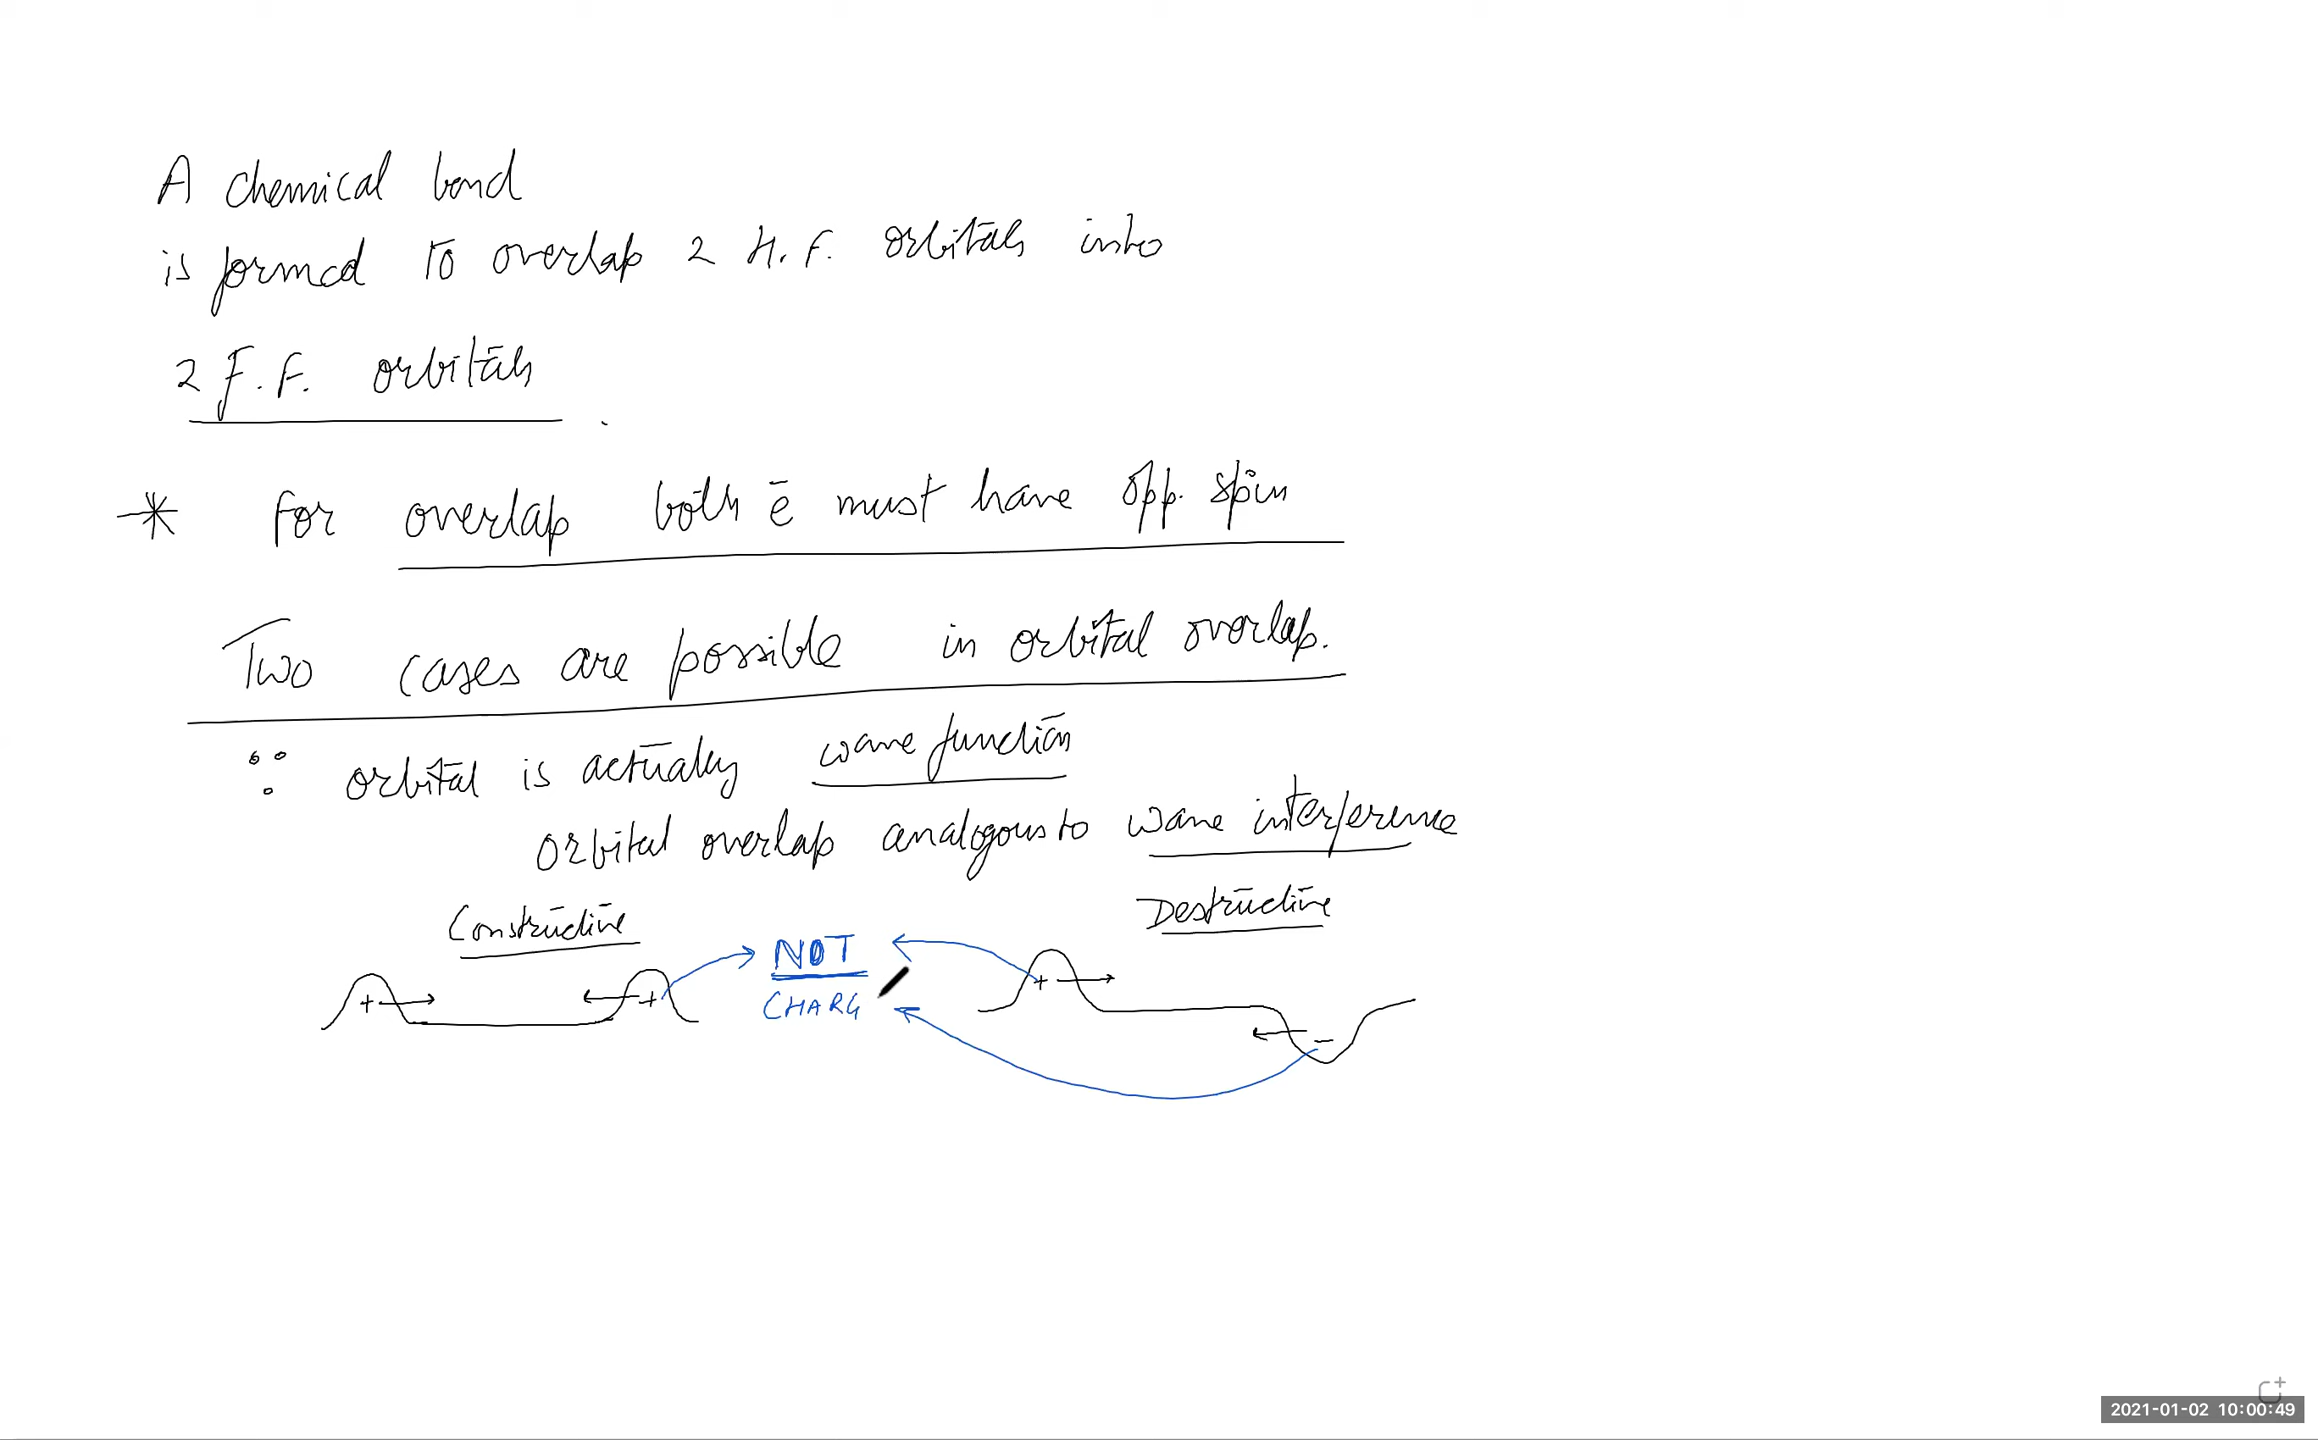 A chemical bond
is formed to overlap 2 H.F. orbitals into
2 F.F. orbitals.
* for overlap both ē must have opp. spin
Two cases are possible in orbital overlap.
∵ orbital is actually wave function
orbital overlap analogous to wave interference
Constructive Destructive
NOT
CHARG
+ + + -
2021-01-02 10:00:49